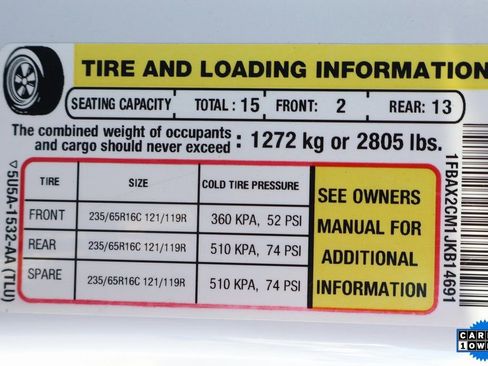 TIRE AND LOADING INFORMATION
SEATING CAPACITY TOTAL : 15 FRONT: 2 REAR: 13
The combined weight of occupants
and cargo should never exceed : 1272 kg or 2805 lbs.
TIRE SIZE COLD TIRE PRESSURE
FRONT 235/65R16C 121/119R 360 KPA, 52 PSI
REAR 235/65R16C 121/119R 510 KPA, 74 PSI
SPARE 235/65R16C 121/119R 510 KPA, 74 PSI
SEE OWNERS
MANUAL FOR
ADDITIONAL
INFORMATION
5U5A-1532-AA (TLU)
1FBAX2CM1JKB14691
CARF
1 OWN